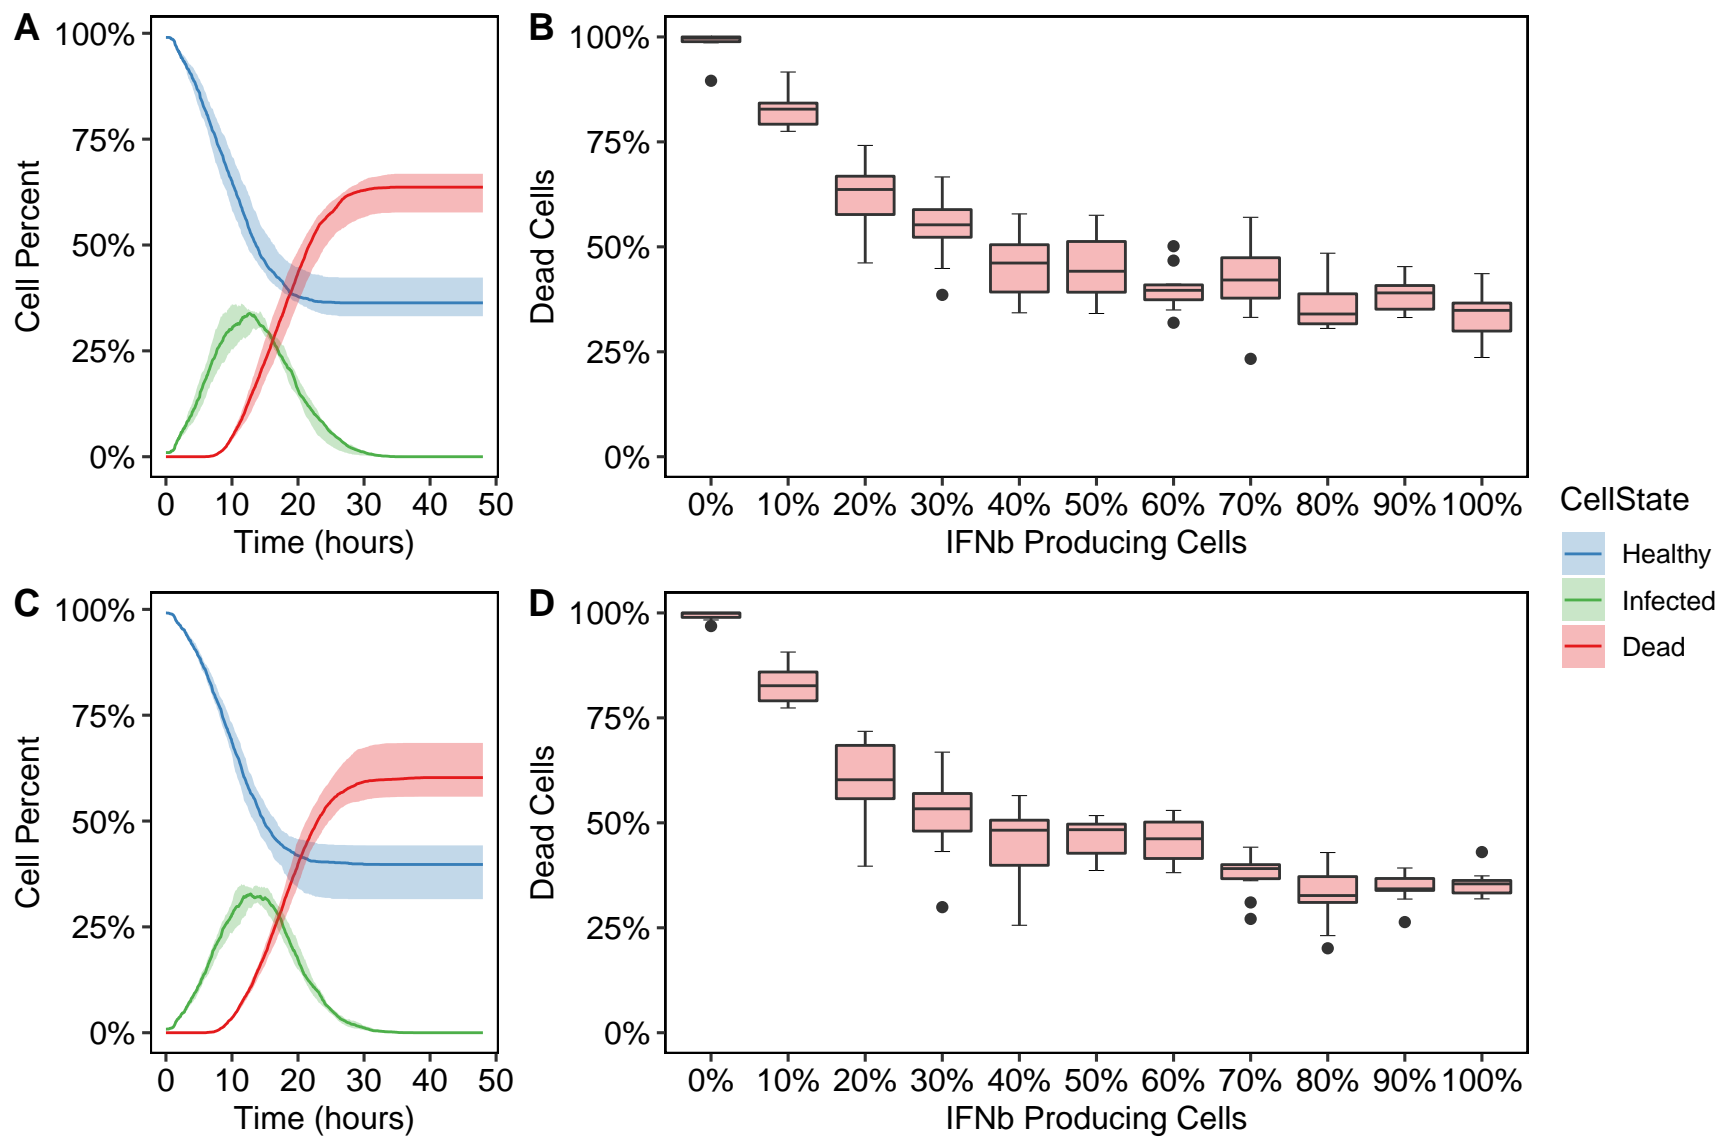 A
100%
75%
50%
25%
0%
Cell Percent
0 10 20 30 40 50
Time (hours)
B
100%
75%
50%
25%
0%
Dead Cells
0% 10% 20% 30% 40% 50% 60% 70% 80% 90% 100%
IFNb Producing Cells
C
100%
75%
50%
25%
0%
Cell Percent
0 10 20 30 40 50
Time (hours)
D
100%
75%
50%
25%
0%
Dead Cells
0% 10% 20% 30% 40% 50% 60% 70% 80% 90% 100%
IFNb Producing Cells
CellState
Healthy
Infected
Dead